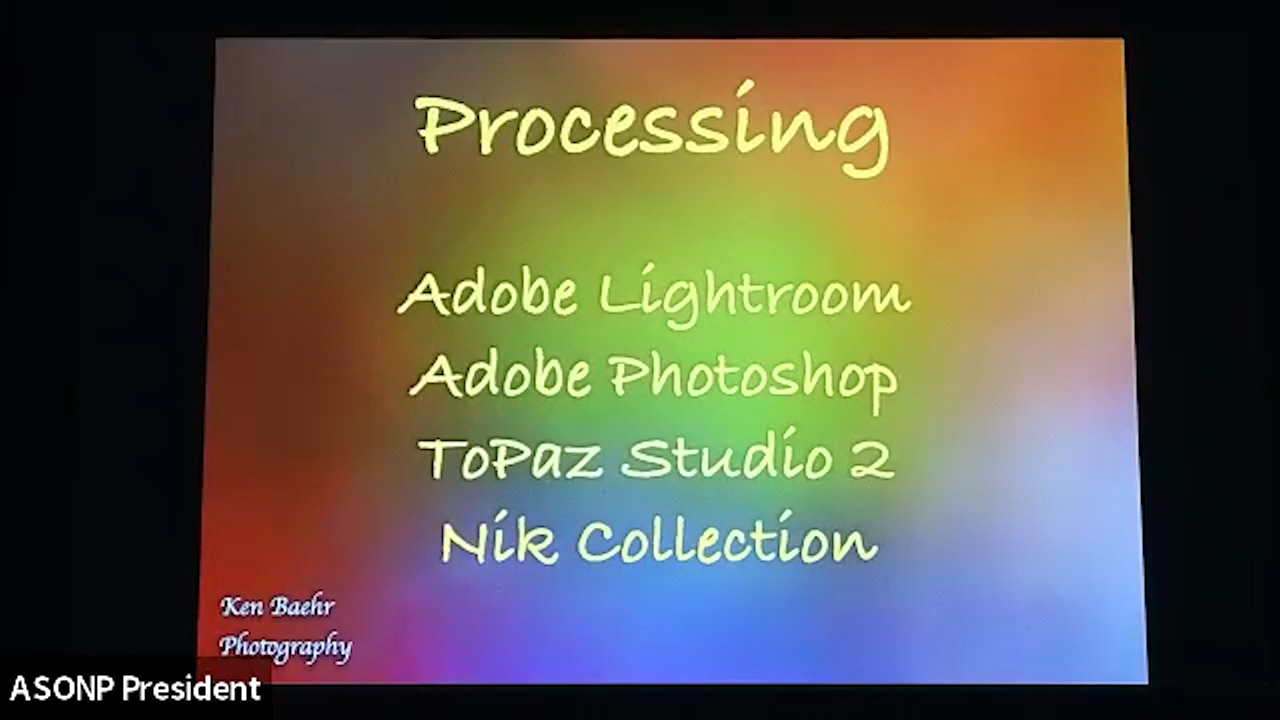 Processing
Adobe Lightroom
Adobe Photoshop
ToPaz Studio 2
Nik Collection
Ken Baehr
Photography
ASONP President